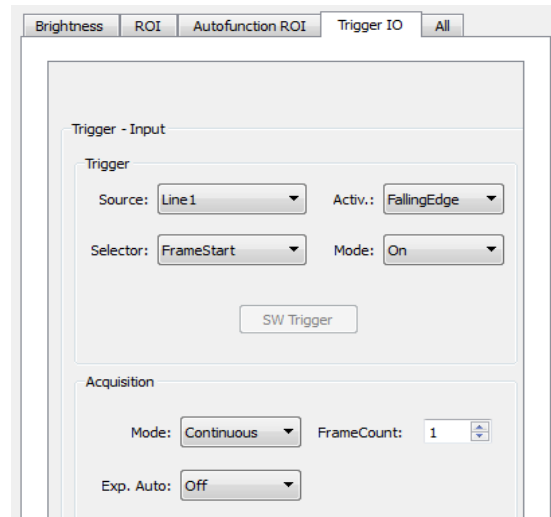 Brightness ROI Autofunction ROI Trigger IO All
Trigger - Input
Trigger
Source: Line1 Activ.: FallingEdge
Selector: FrameStart Mode: On
SW Trigger
Acquisition
Mode: Continuous FrameCount: 1
Exp. Auto: Off